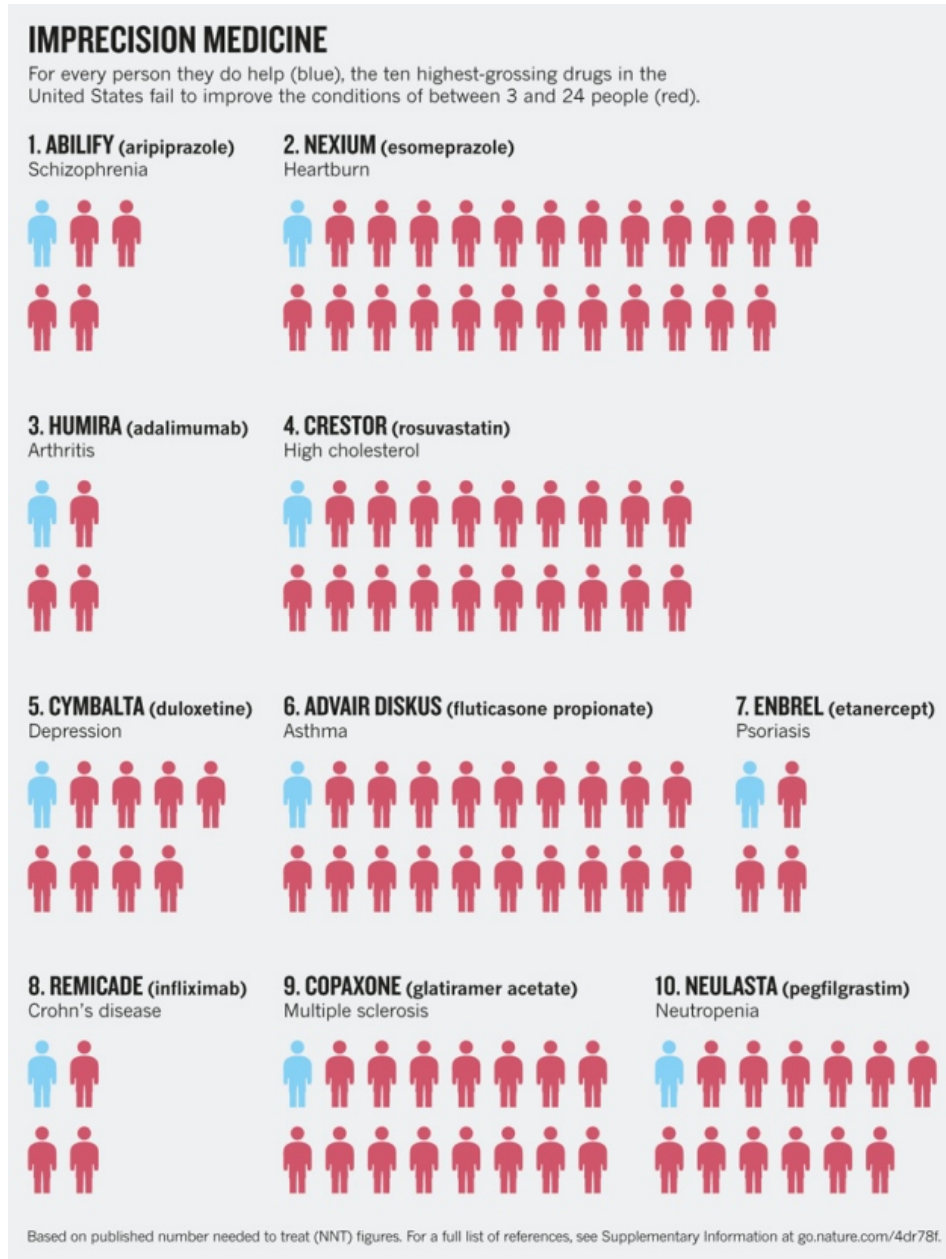 IMPRECISION MEDICINE
For every person they do help (blue), the ten highest-grossing drugs in the
United States fail to improve the conditions of between 3 and 24 people (red).
1. ABILIFY (aripiprazole)
Schizophrenia
2. NEXIUM (esomeprazole)
Heartburn
3. HUMIRA (adalimumab)
Arthritis
4. CRESTOR (rosuvastatin)
High cholesterol
5. CYMBALTA (duloxetine)
Depression
6. ADVAIR DISKUS (fluticasone propionate)
Asthma
7. ENBREL (etanercept)
Psoriasis
8. REMICADE (infliximab)
Crohn’s disease
9. COPAXONE (glatiramer acetate)
Multiple sclerosis
10. NEULASTA (pegfilgrastim)
Neutropenia
Based on published number needed to treat (NNT) figures. For a full list of references, see Supplementary Information at go.nature.com/4dr78f.